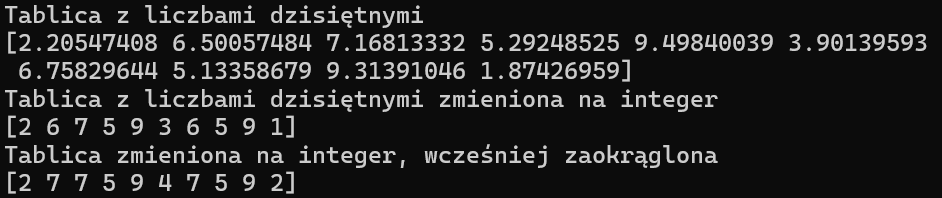 Tablica z liczbami dzisiętnymi
[2.20547408 6.50057484 7.16813332 5.29248525 9.49840039 3.90139593
 6.75829644 5.13358679 9.31391046 1.87426959]
Tablica z liczbami dzisiętnymi zmieniona na integer
[2 6 7 5 9 3 6 5 9 1]
Tablica zmieniona na integer, wcześniej zaokrąglona
[2 7 7 5 9 4 7 5 9 2]